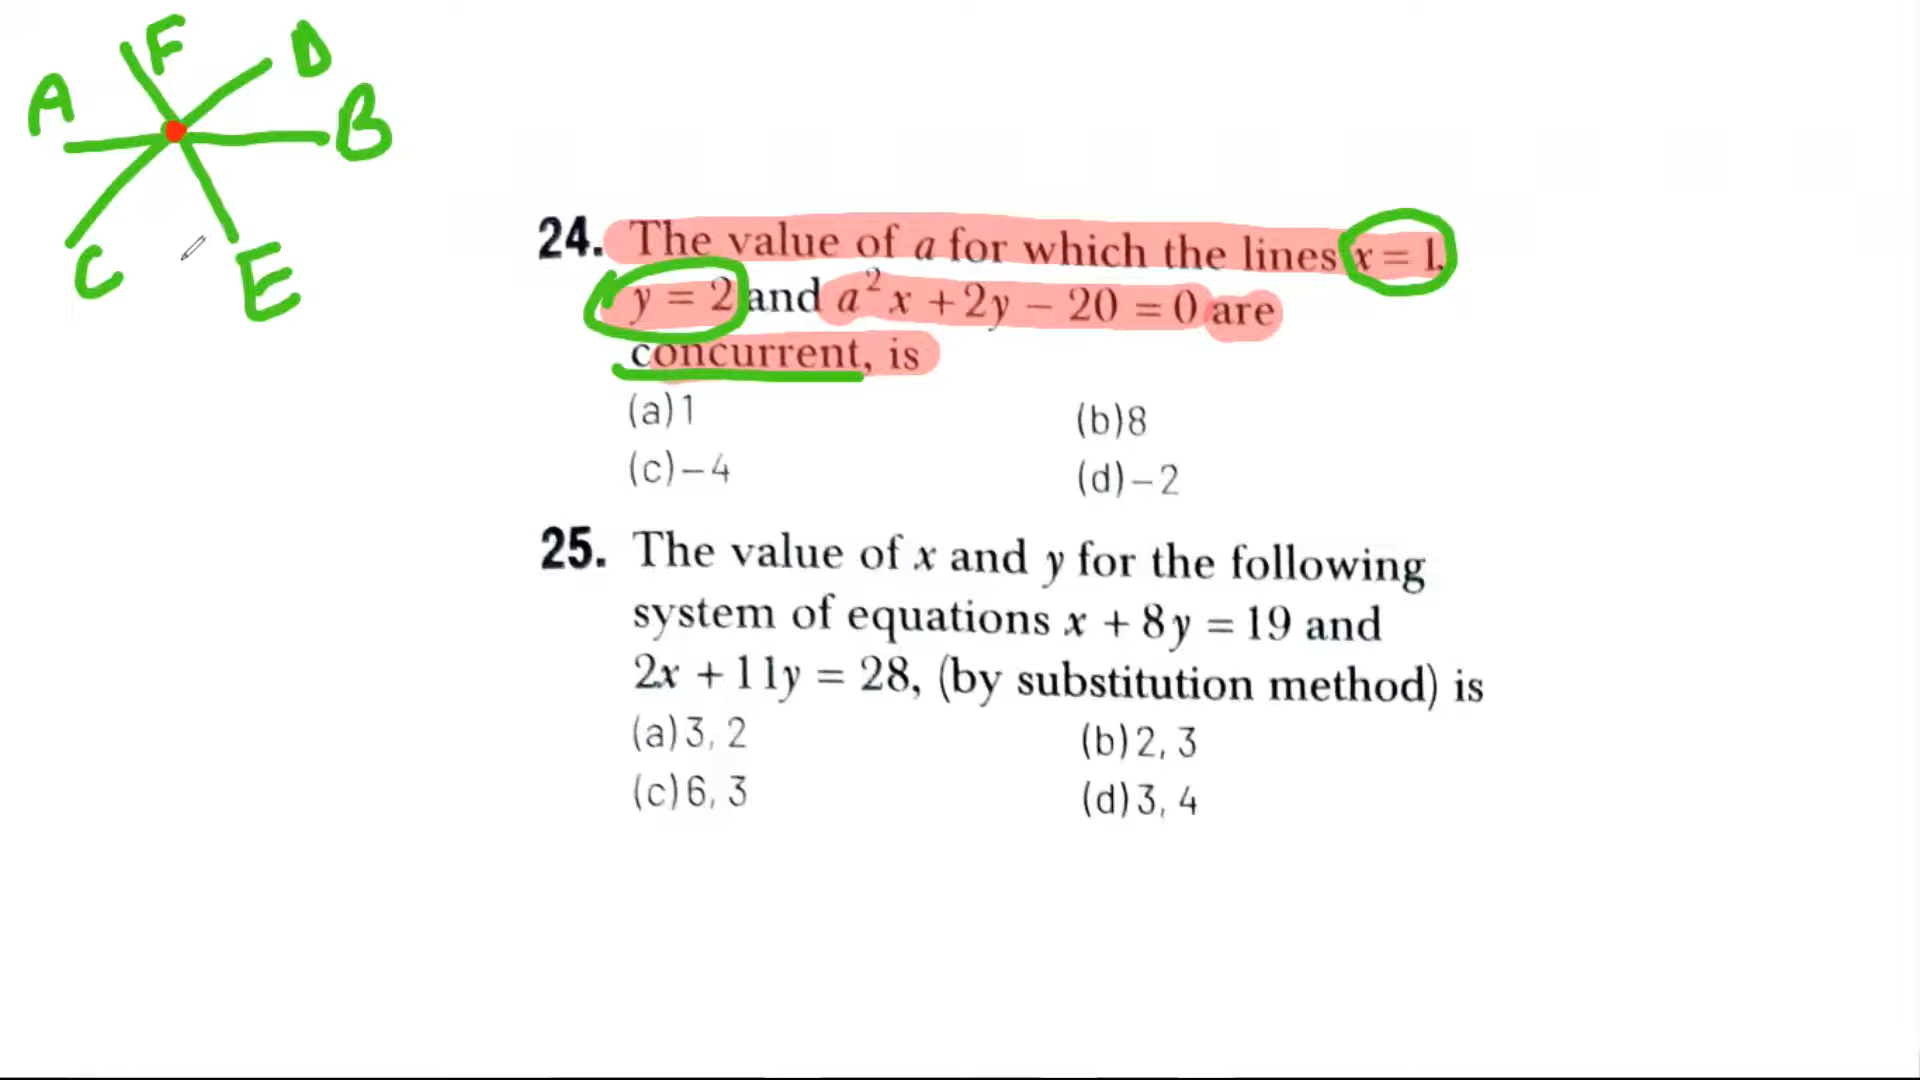 F D
A B
C E
24. The value of a for which the lines x = 1,
y = 2 and a² x + 2y − 20 = 0 are
concurrent, is
(a) 1 (b) 8
(c) −4 (d) −2
25. The value of x and y for the following
system of equations x + 8y = 19 and
2x + 11y = 28, (by substitution method) is
(a) 3, 2 (b) 2, 3
(c) 6, 3 (d) 3, 4